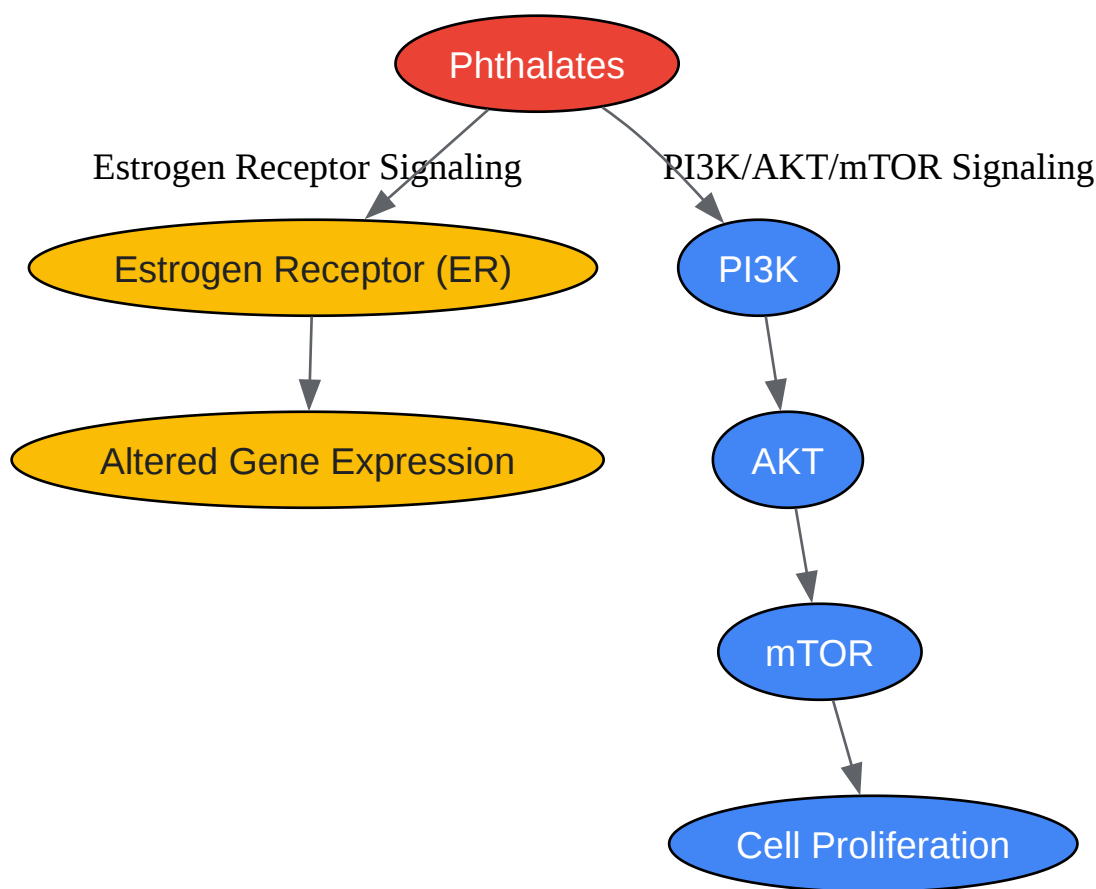 Phthalates
Estrogen Receptor Signaling
PI3K/AKT/mTOR Signaling
Estrogen Receptor (ER)
PI3K
Altered Gene Expression
AKT
mTOR
Cell Proliferation